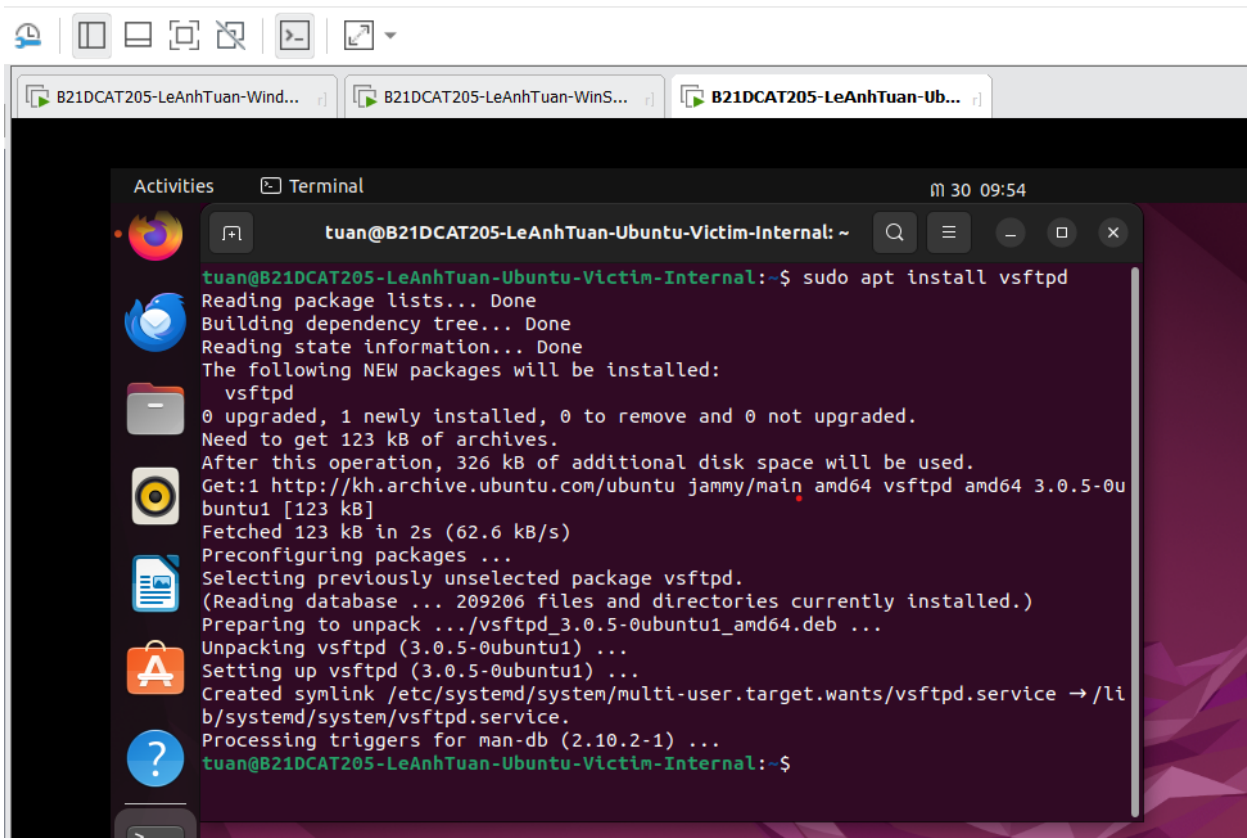 B21DCAT205-LeAnhTuan-Wind...
B21DCAT205-LeAnhTuan-WinS...
B21DCAT205-LeAnhTuan-Ub...
Activities
Terminal
៣ 30 09:54
tuan@B21DCAT205-LeAnhTuan-Ubuntu-Victim-Internal: ~
tuan@B21DCAT205-LeAnhTuan-Ubuntu-Victim-Internal:~$ sudo apt install vsftpd
Reading package lists... Done
Building dependency tree... Done
Reading state information... Done
The following NEW packages will be installed:
vsftpd
0 upgraded, 1 newly installed, 0 to remove and 0 not upgraded.
Need to get 123 kB of archives.
After this operation, 326 kB of additional disk space will be used.
Get:1 http://kh.archive.ubuntu.com/ubuntu jammy/main amd64 vsftpd amd64 3.0.5-0u
buntu1 [123 kB]
Fetched 123 kB in 2s (62.6 kB/s)
Preconfiguring packages ...
Selecting previously unselected package vsftpd.
(Reading database ... 209206 files and directories currently installed.)
Preparing to unpack .../vsftpd_3.0.5-0ubuntu1_amd64.deb ...
Unpacking vsftpd (3.0.5-0ubuntu1) ...
Setting up vsftpd (3.0.5-0ubuntu1) ...
Created symlink /etc/systemd/system/multi-user.target.wants/vsftpd.service → /li
b/systemd/system/vsftpd.service.
Processing triggers for man-db (2.10.2-1) ...
tuan@B21DCAT205-LeAnhTuan-Ubuntu-Victim-Internal:~$